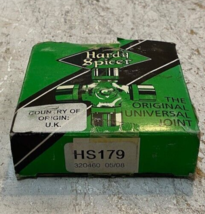 Hardy
Spicer
COUNTRY OF
ORIGIN:
U.K.
THE
ORIGINAL
UNIVERSAL
JOINT
HS179